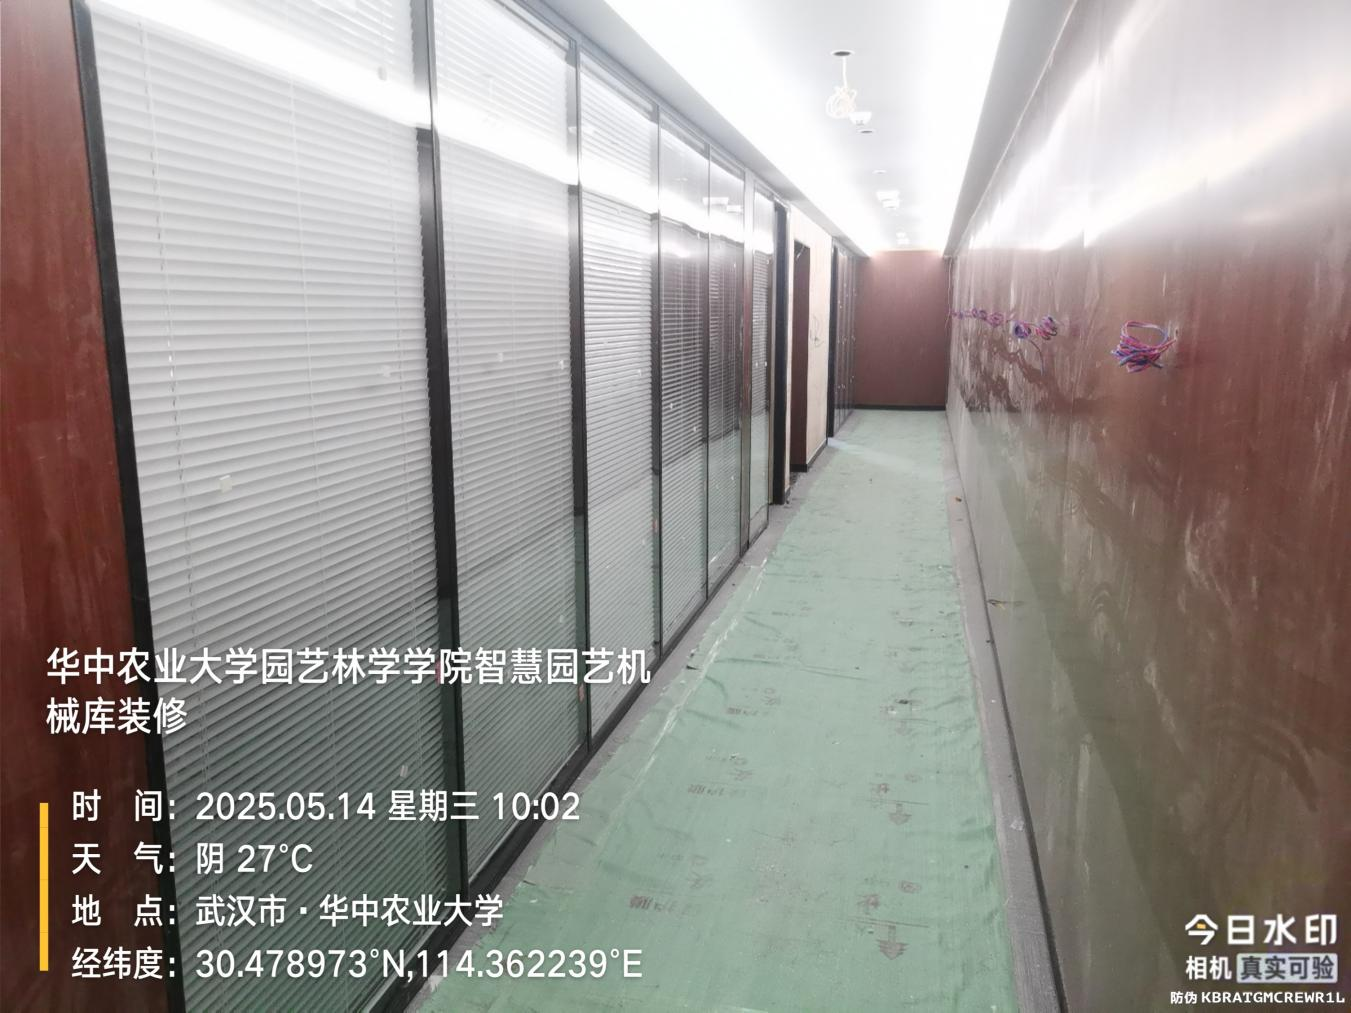 华中农业大学园艺林学学院智慧园艺机
械库装修
时 间：2025.05.14 星期三 10:02
天 气：阴 27°C
地 点：武汉市·华中农业大学
经纬度：30.478973°N,114.362239°E
今日水印
相机 真实可验
防伪 KBRATGMCREWR1L